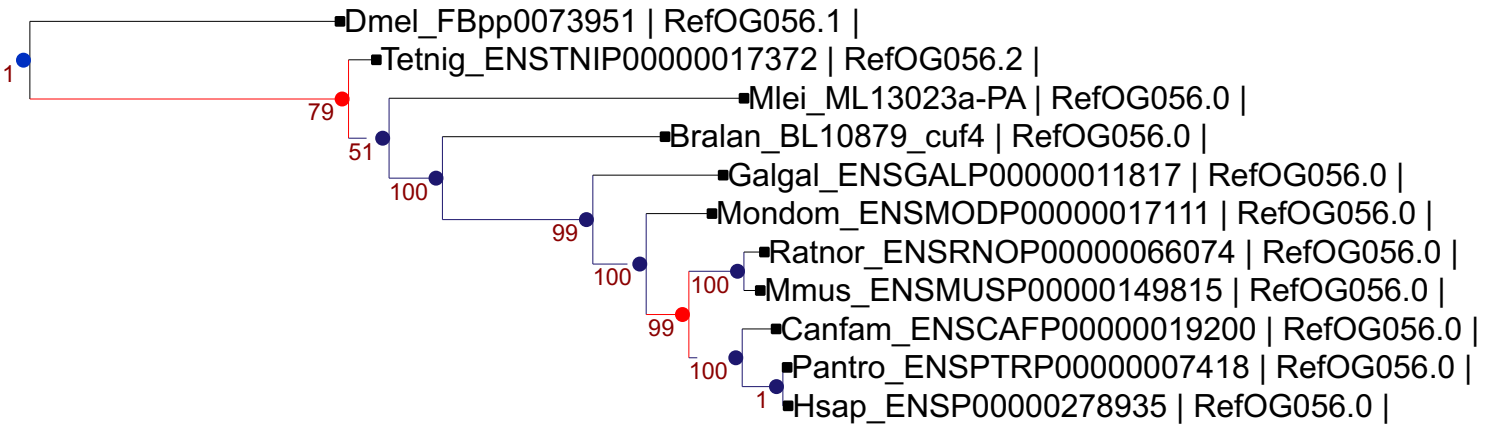 Dmel_FBpp0073951 | RefOG056.1 |
1
Tetnig_ENSTNIP00000017372 | RefOG056.2 |
79
Mlei_ML13023a-PA | RefOG056.0 |
51
Bralan_BL10879_cuf4 | RefOG056.0 |
100
Galgal_ENSGALP00000011817 | RefOG056.0 |
Mondom_ENSMODP00000017111 | RefOG056.0 |
99
Ratnor_ENSRNOP00000066074 | RefOG056.0 |
100
100
Mmus_ENSMUSP00000149815 | RefOG056.0 |
99
Canfam_ENSCAFP00000019200 | RefOG056.0 |
Pantro_ENSPTRP00000007418 | RefOG056.0 |
100
1
Hsap_ENSP00000278935 | RefOG056.0 |